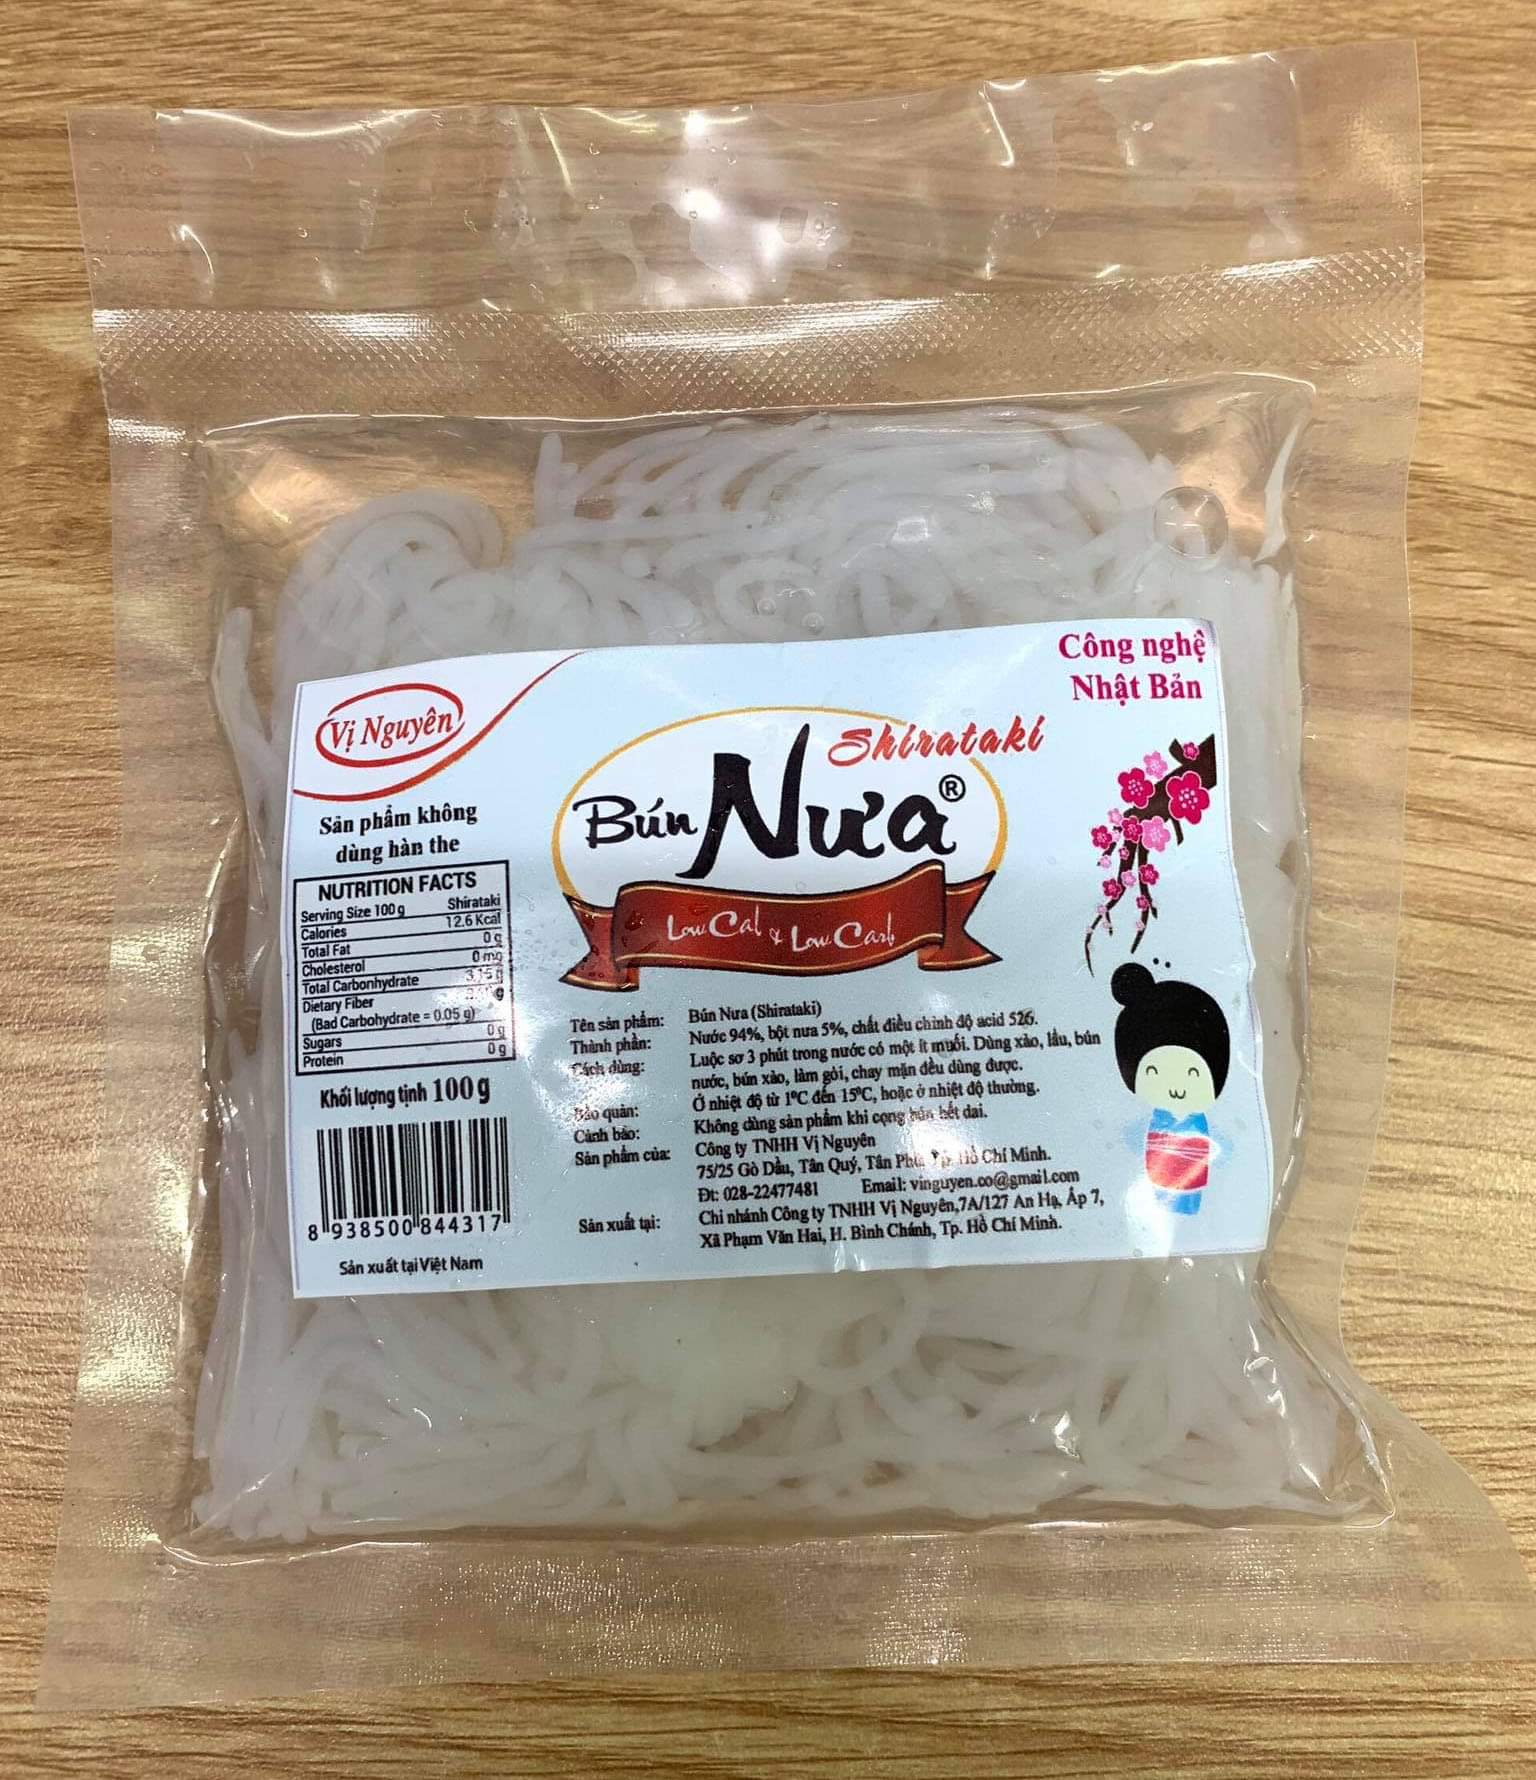 Công nghệ
Nhật Bản
Vị Nguyên
Shirataki
Bún Nưa®
Low Cal & Low Carb
Sản phẩm không
dùng hàn the
NUTRITION FACTS
Serving Size 100 g Shirataki
Calories 12.6 Kcal
Total Fat 0 g
Cholesterol 0 mg
Total Carbonhydrate 3.15 g
Dietary Fiber g
(Bad Carbohydrate = 0.05 g)
Sugars 0 g
Protein 0 g
Khối lượng tịnh 100 g
8 938500 844317
Sản xuất tại Việt Nam
Tên sản phẩm: Bún Nưa (Shirataki)
Thành phần: Nước 94%, bột nưa 5%, chất điều chỉnh độ acid 526.
Cách dùng: Luộc sơ 3 phút trong nước có một ít muối. Dùng xào, lẩu, bún
nước, bún xào, làm gỏi, chay mặn đều dùng được.
Bảo quản: Ở nhiệt độ từ 1ºC đến 15ºC, hoặc ở nhiệt độ thường.
Cảnh báo: Không dùng sản phẩm khi cọng bún hết dai.
Sản phẩm của: Công ty TNHH Vị Nguyên
75/25 Gò Dầu, Tân Quý, Tân Phú, Tp. Hồ Chí Minh.
Đt: 028-22477481 Email: vinguyen.co@gmail.com
Sản xuất tại: Chi nhánh Công ty TNHH Vị Nguyên,7A/127 An Hạ, Ấp 7,
Xã Phạm Văn Hai, H. Bình Chánh, Tp. Hồ Chí Minh.